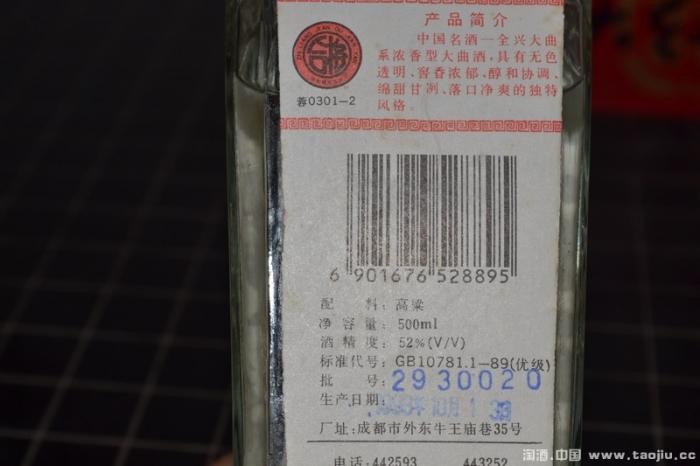 产品简介
中国名酒一全兴大曲
系浓香型大曲酒，具有无色
透明、窖香浓郁、醇和协调、
绵甜甘冽、落口净爽的独特
风格。
蓉0301-2
6 901676 528895
配 料：高粱
净 容 量：500ml
酒 精 度：52%(V/V)
标准代号：GB10781.1-89(优级)
批 号：2930020
生产日期：
厂址：成都市外东牛王庙巷35号
电话：442593 443252
淘酒.中国 www.taojiu.cc